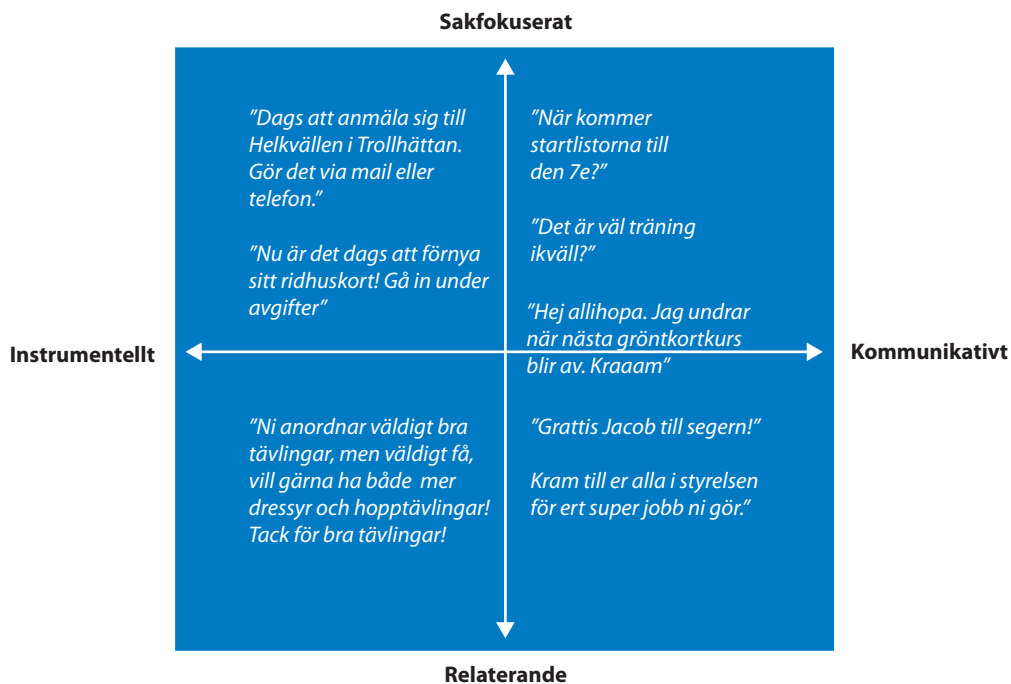 Sakfokuserat
”Dags att anmäla sig till
Helkvällen i Trollhättan.
Gör det via mail eller
telefon.”
”Nu är det dags att förnya
sitt ridhuskort! Gå in under
avgifter”
”När kommer
startlistorna till
den 7e?”
”Det är väl träning
ikväll?”
”Hej allihopa. Jag undrar
när nästa gröntkortkurs
blir av. Kraaam”
Instrumentellt
Kommunikativt
”Ni anordnar väldigt bra
tävlingar, men väldigt få,
vill gärna ha både mer
dressyr och hopptävlingar!
Tack för bra tävlingar!
”Grattis Jacob till segern!”
Kram till er alla i styrelsen
för ert super jobb ni gör.”
Relaterande